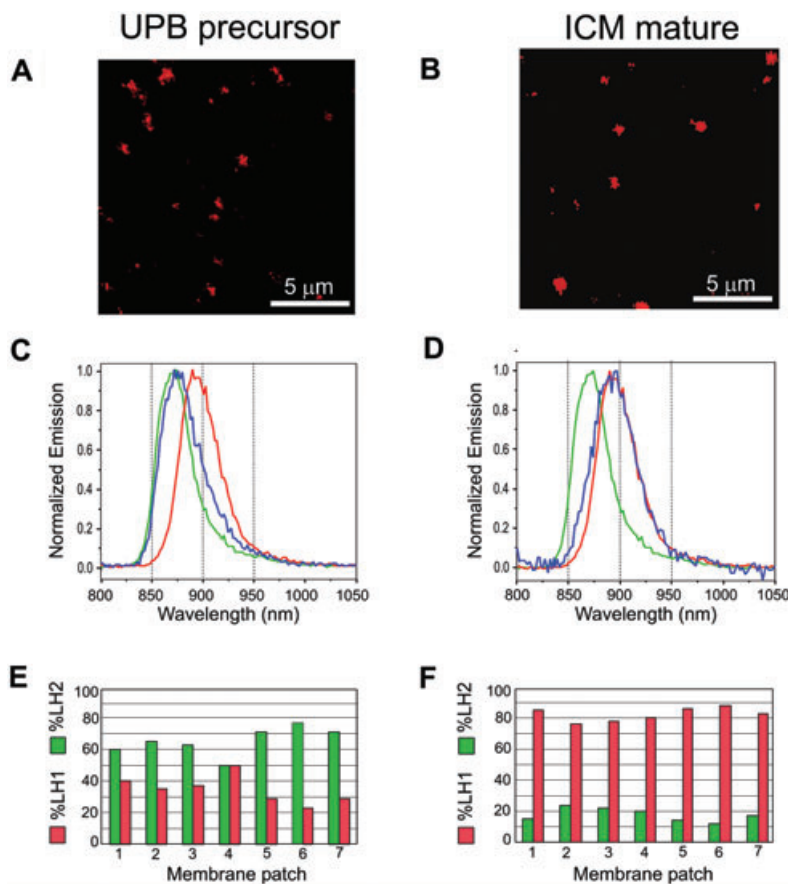 UPB precursor
ICM mature
A
5 μm
B
5 μm
C
Normalized Emission
1.0
0.8
0.6
0.4
0.2
0.0
800 850 900 950 1000 1050
Wavelength (nm)
D
Normalized Emission
1.0
0.8
0.6
0.4
0.2
0.0
800 850 900 950 1000 1050
Wavelength (nm)
E
%LH2
%LH1
100
80
60
40
20
0
1 2 3 4 5 6 7
Membrane patch
F
%LH2
%LH1
100
80
60
40
20
0
1 2 3 4 5 6 7
Membrane patch